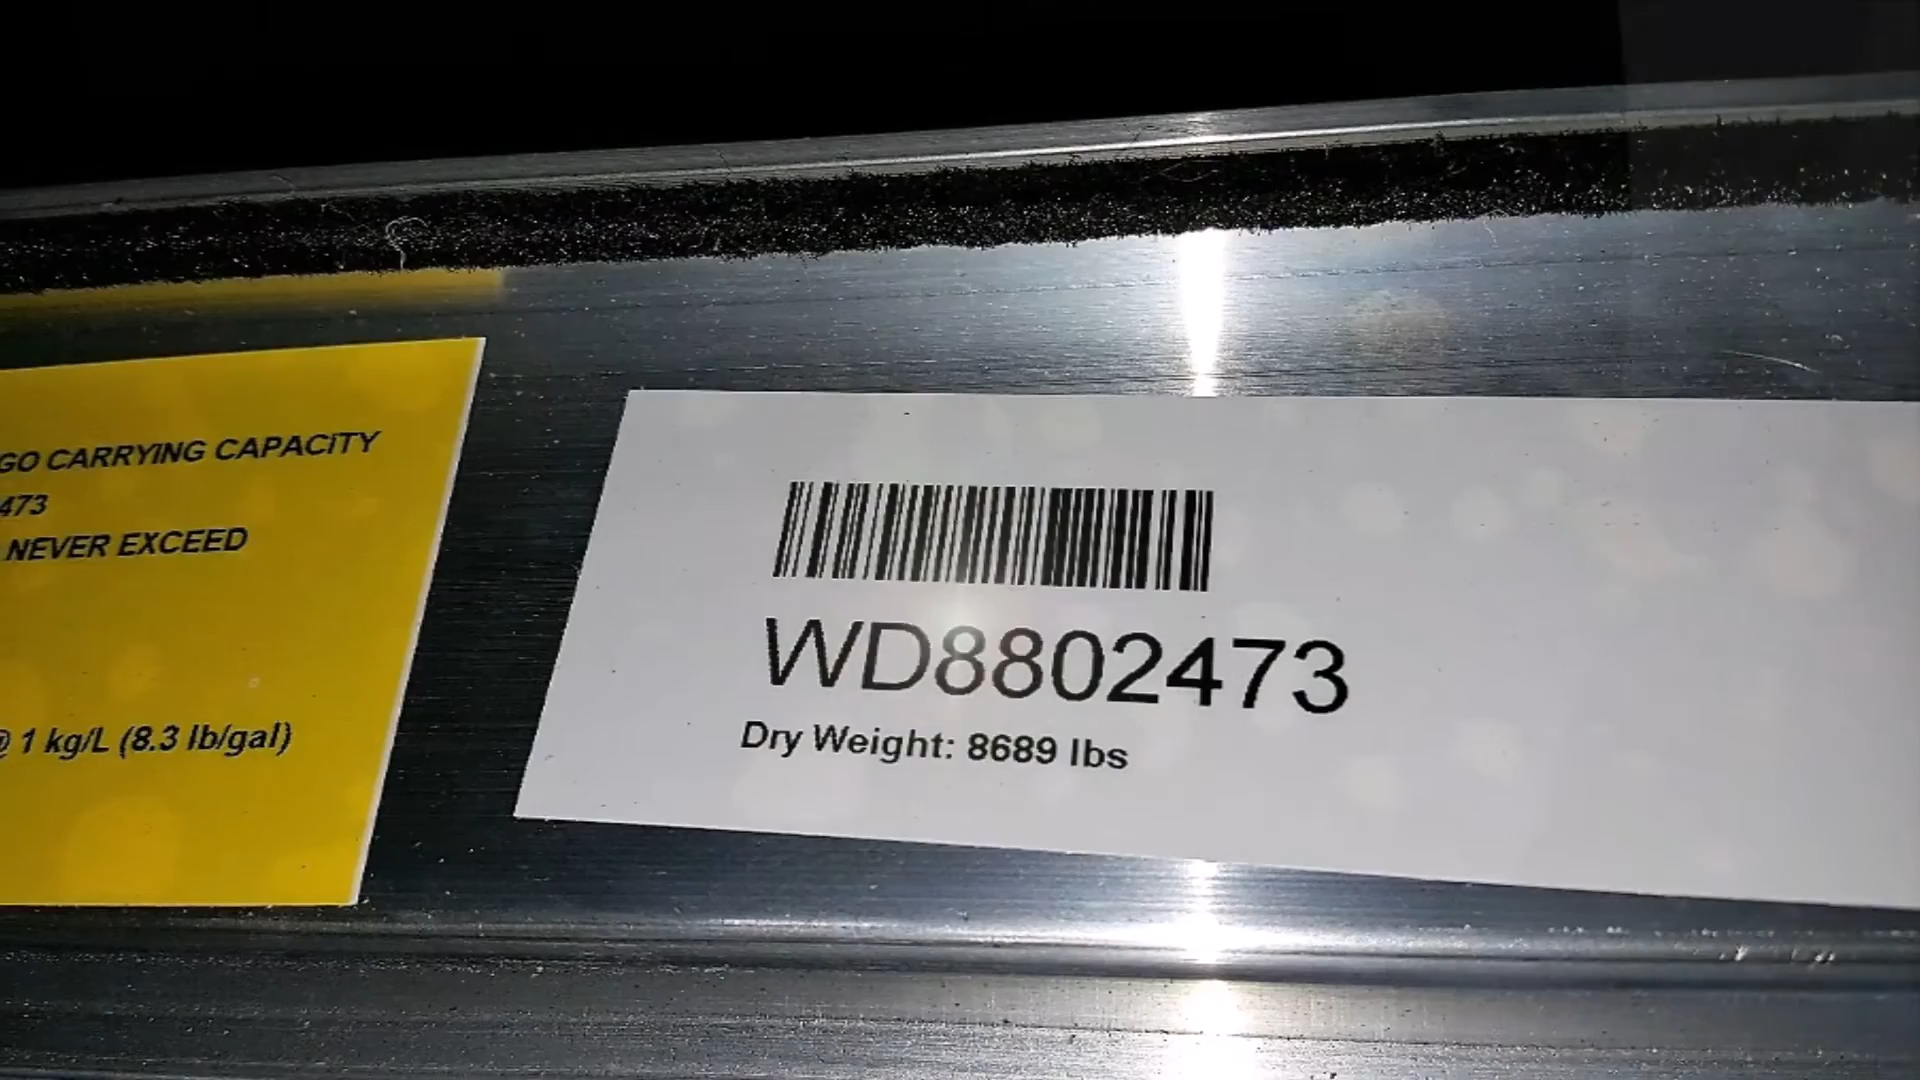 GO CARRYING CAPACITY
473
NEVER EXCEED
@ 1 kg/L (8.3 lb/gal)
WD8802473
Dry Weight: 8689 lbs